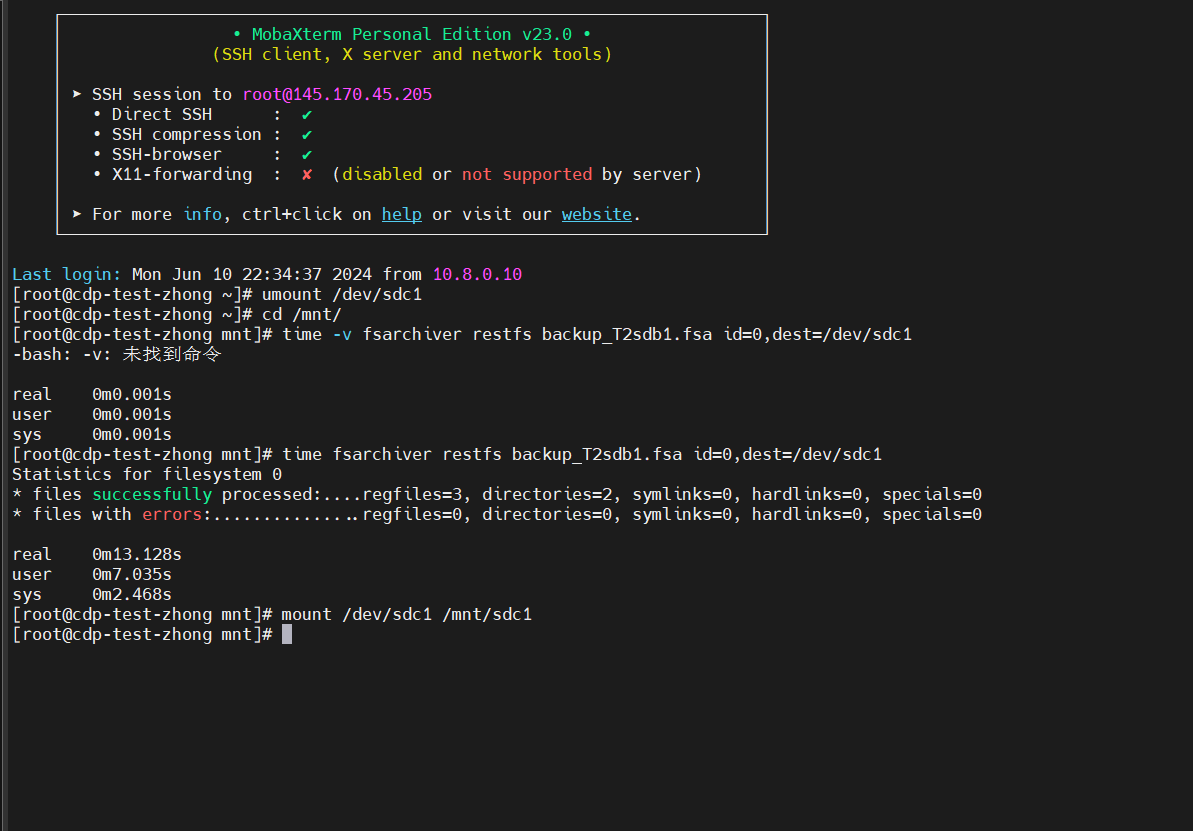 • MobaXterm Personal Edition v23.0 •
(SSH client, X server and network tools)
➤ SSH session to root@145.170.45.205
• Direct SSH      :  ✔
• SSH compression :  ✔
• SSH-browser     :  ✔
• X11-forwarding  :  ✘  (disabled or not supported by server)
➤ For more info, ctrl+click on help or visit our website.
Last login: Mon Jun 10 22:34:37 2024 from 10.8.0.10
[root@cdp-test-zhong ~]# umount /dev/sdc1
[root@cdp-test-zhong ~]# cd /mnt/
[root@cdp-test-zhong mnt]# time -v fsarchiver restfs backup_T2sdb1.fsa id=0,dest=/dev/sdc1
-bash: -v: 未找到命令
real    0m0.001s
user    0m0.001s
sys     0m0.001s
[root@cdp-test-zhong mnt]# time fsarchiver restfs backup_T2sdb1.fsa id=0,dest=/dev/sdc1
Statistics for filesystem 0
* files successfully processed:....regfiles=3, directories=2, symlinks=0, hardlinks=0, specials=0
* files with errors:...............regfiles=0, directories=0, symlinks=0, hardlinks=0, specials=0
real    0m13.128s
user    0m7.035s
sys     0m2.468s
[root@cdp-test-zhong mnt]# mount /dev/sdc1 /mnt/sdc1
[root@cdp-test-zhong mnt]#